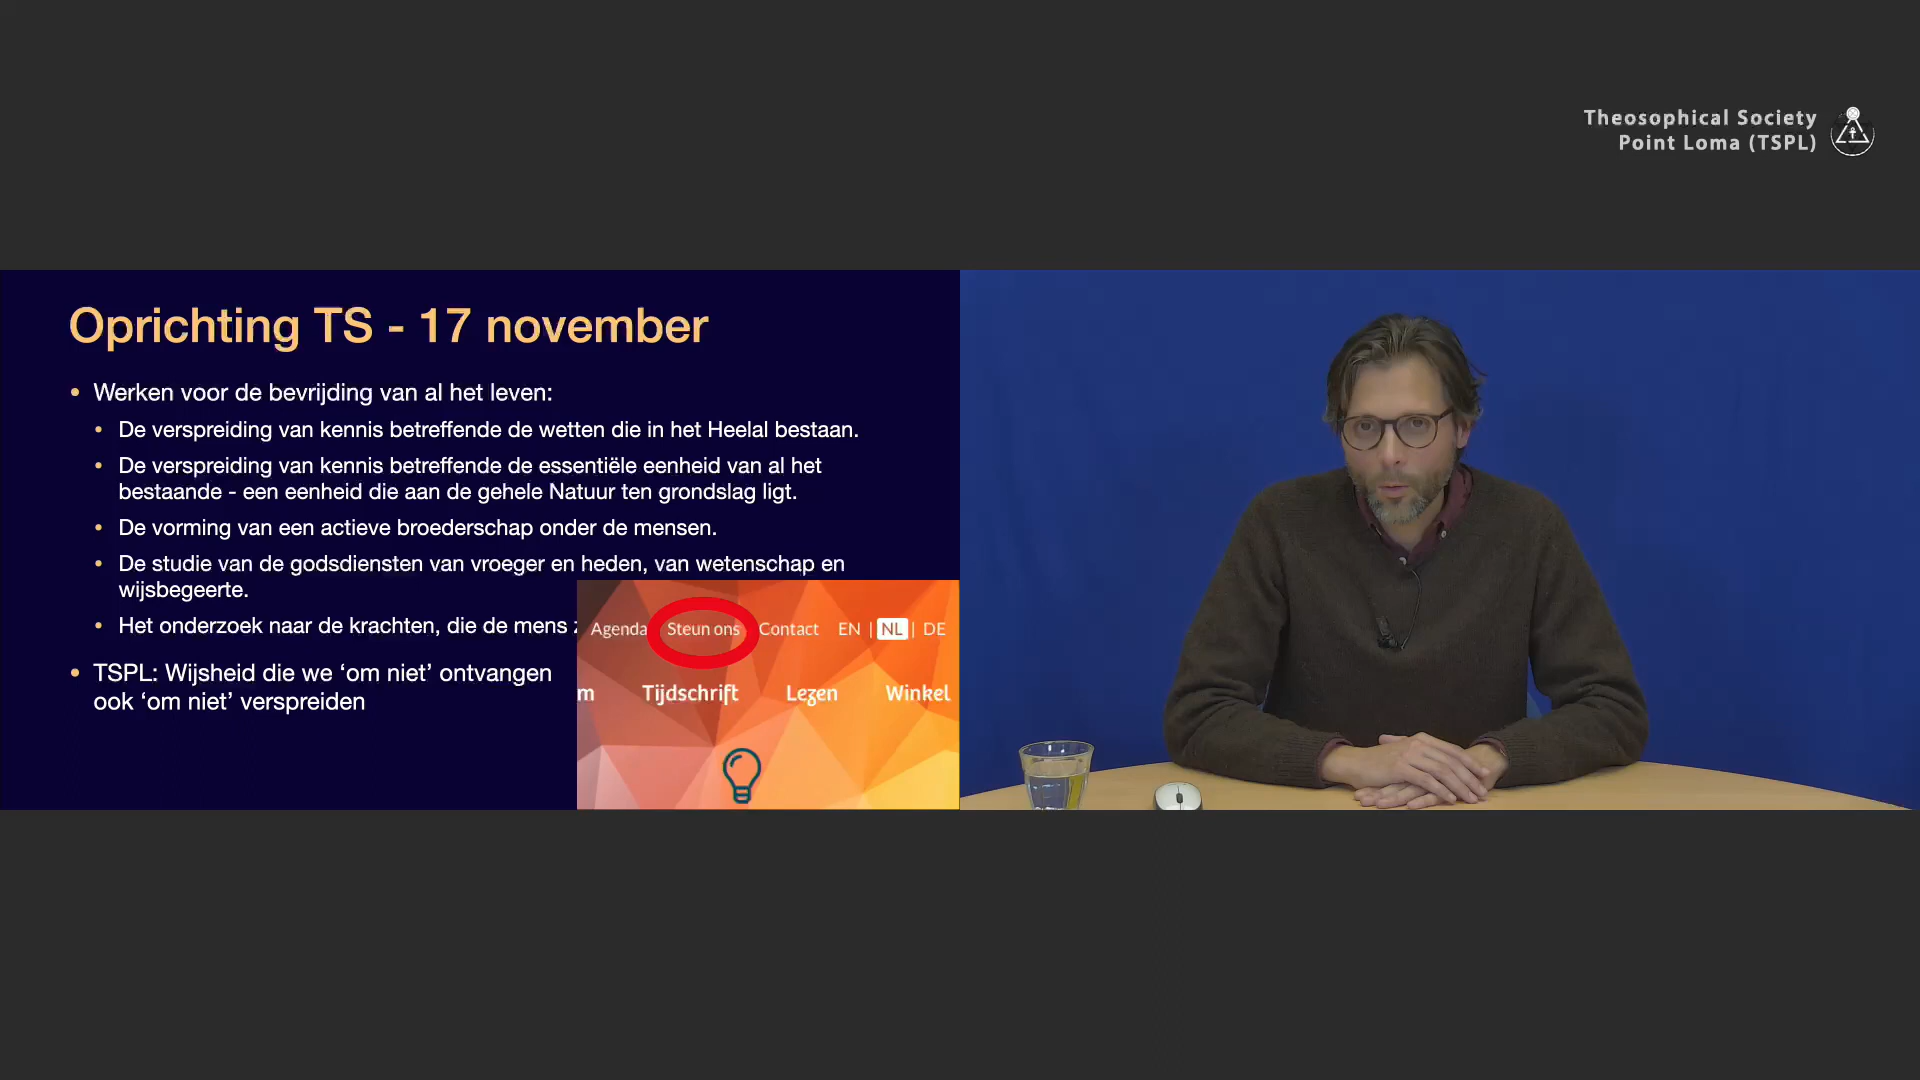 Theosophical Society
Point Loma (TSPL)
Oprichting TS - 17 november
• Werken voor de bevrijding van al het leven:
• De verspreiding van kennis betreffende de wetten die in het Heelal bestaan.
• De verspreiding van kennis betreffende de essentiële eenheid van al het
bestaande - een eenheid die aan de gehele Natuur ten grondslag ligt.
• De vorming van een actieve broederschap onder de mensen.
• De studie van de godsdiensten van vroeger en heden, van wetenschap en
wijsbegeerte.
• Het onderzoek naar de krachten, die de mens
• TSPL: Wijsheid die we ‘om niet’ ontvangen
ook ‘om niet’ verspreiden
Agenda Steun ons Contact EN | NL | DE
Tijdschrift Lezen Winkel